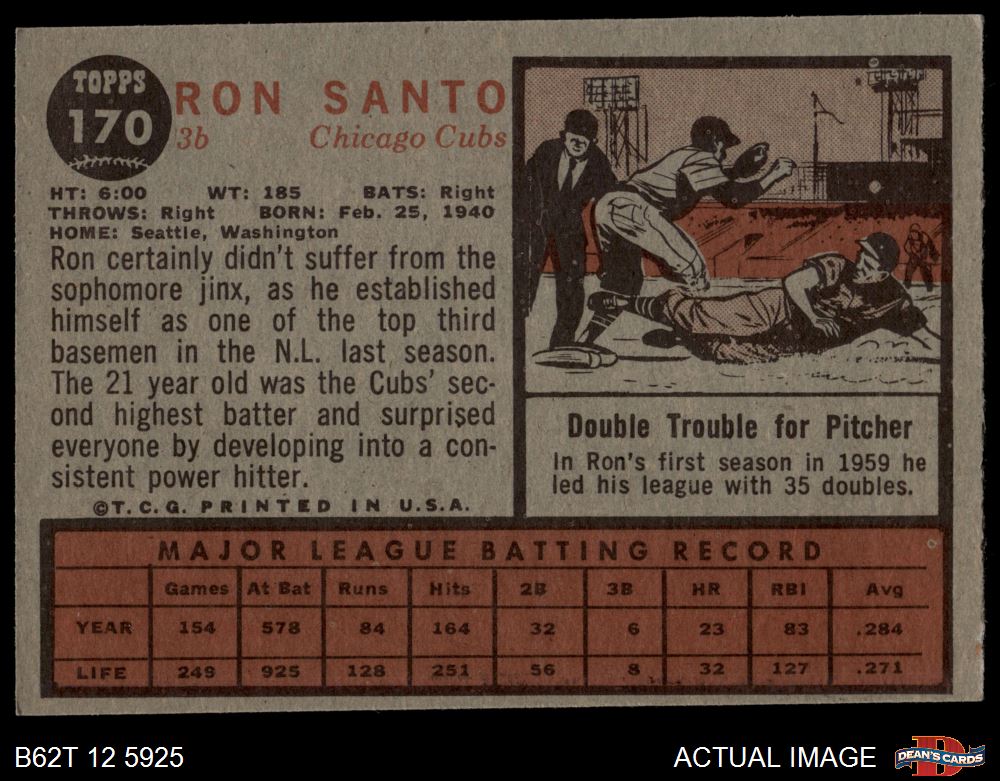 TOPPS
170
RON SANTO
3b Chicago Cubs
HT: 6:00 WT: 185 BATS: Right
THROWS: Right BORN: Feb. 25, 1940
HOME: Seattle, Washington
Ron certainly didn't suffer from the
sophomore jinx, as he established
himself as one of the top third
basemen in the N.L. last season.
The 21 year old was the Cubs' sec-
ond highest batter and surprised
everyone by developing into a con-
sistent power hitter.
©T.C.G. PRINTED IN U.S.A.
Double Trouble for Pitcher
In Ron's first season in 1959 he
led his league with 35 doubles.
MAJOR LEAGUE BATTING RECORD
Games At Bat Runs Hits 2B 3B HR RBI Avg
YEAR 154 578 84 164 32 6 23 83 .284
LIFE 249 925 128 251 56 8 32 127 .271
B62T 12 5925
ACTUAL IMAGE
D
DEAN'S CARDS